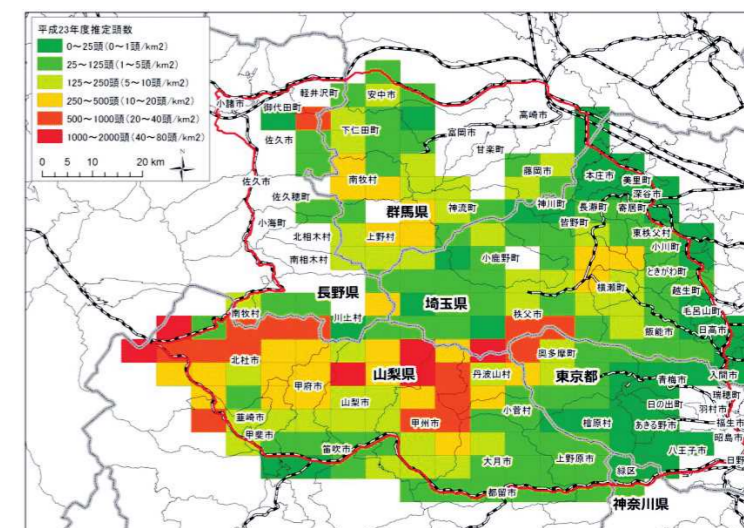 平成23年度推定頭数
0～25頭(0～1頭/km2)
25～125頭(1～5頭/km2)
125～250頭(5～10頭/km2)
250～500頭(10～20頭/km2)
500～1000頭(20～40頭/km2)
1000～2000頭(40～80頭/km2)
0 5 10 20 km
N
小諸市
軽井沢町
御代田町
安中市
高崎市
佐久市
下仁田町
富岡市
甘楽町
佐久市
南牧村
藤岡市
本庄市
美里町
深谷市
佐久穂町
群馬県
神流町
神川町
長瀞町
寄居町
小海町
皆野町
北相木村
上野村
東秩父村
小川町
南相木村
小鹿野町
ときがわ町
長野県
埼玉県
横瀬町
越生町
南牧村
川上村
秩父市
毛呂山町
飯能市
日高市
北杜市
奥多摩町
山梨県
丹波山村
東京都
入間市
甲府市
青梅市
瑞穂町
山梨市
日の出町
羽村市
韮崎市
小菅村
甲州市
檜原村
あきる野市
福生市
甲斐市
昭島市
笛吹市
八王子市
日野
大月市
上野原市
緑区
都留市
神奈川県